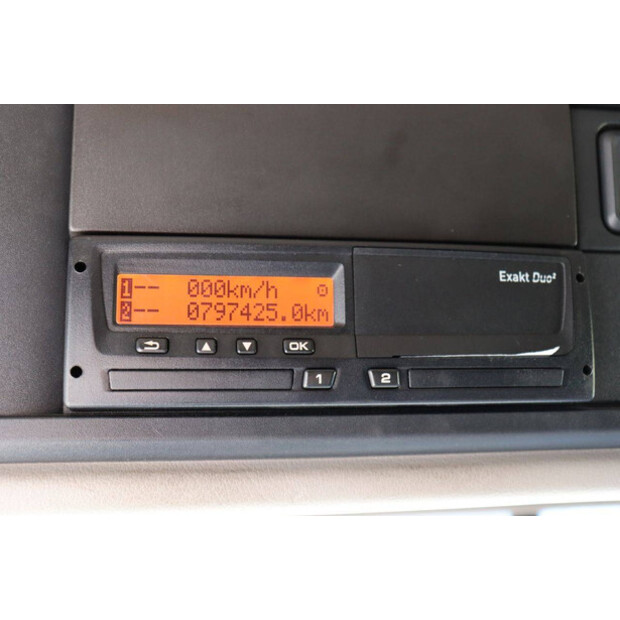 Exakt Duo²
1-- 000km/h
2-- 0797425.0km
OK
1 2